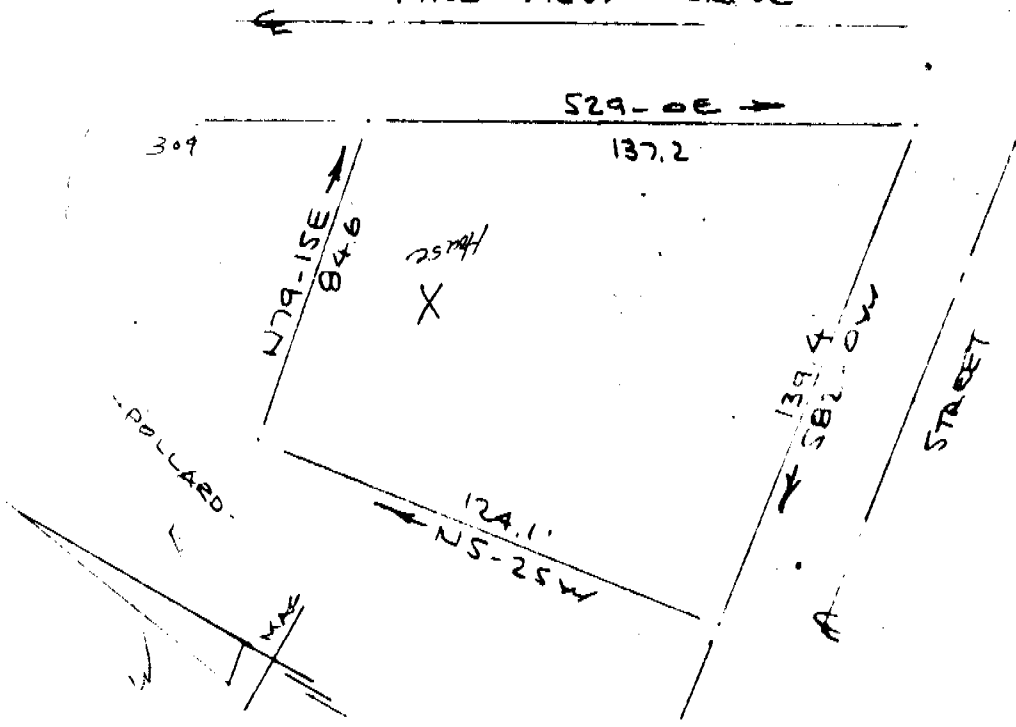 S29-0E
137.2
309
N79-15E
84.6
House
X
139.4
S82-0W
STREET
POLLARD
124.1
N5-25W